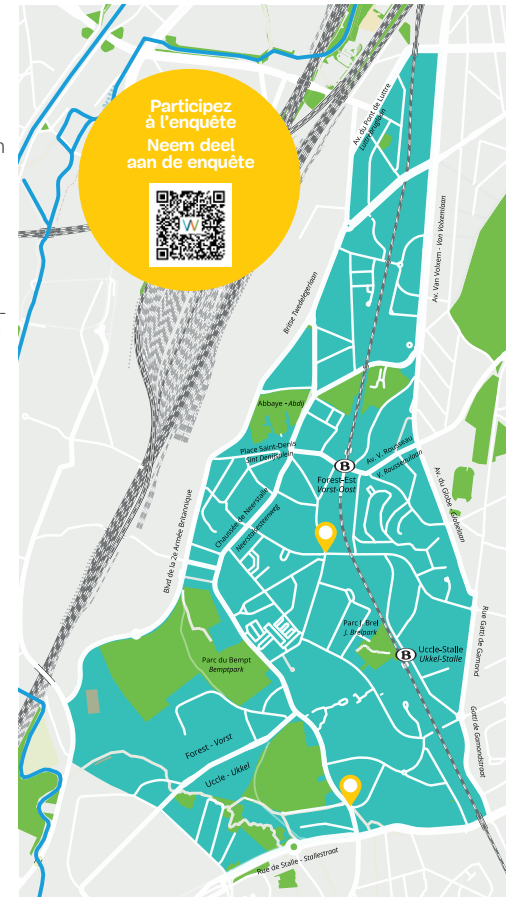 Participez
à l'enquête
Neem deel
aan de enquête
W
Av. du Pont de Luttre
Luttrebruglaan
Av. Van Volxem - Van Volxemlaan
Britse Tweedelegerlaan
Abbaye - Abdij
Place Saint-Denis
Sint Denijsplein
Av. V. Rousseau
V. Rousseaulaan
B
Forest-Est
Vorst-Oost
Av. du Globe - Globelaan
Chaussée de Neerstalle
Neerstalsesteenweg
Blvd de la 2e Armée Britannique
Parc J. Brel
J. Brelpark
B
Uccle-Stalle
Ukkel-Stalle
Rue Gatti de Gamond
Gatti de Gamondstraat
Parc du Bempt
Bemptpark
Forest - Vorst
Uccle - Ukkel
Rue de Stalle - Stallestraat
n